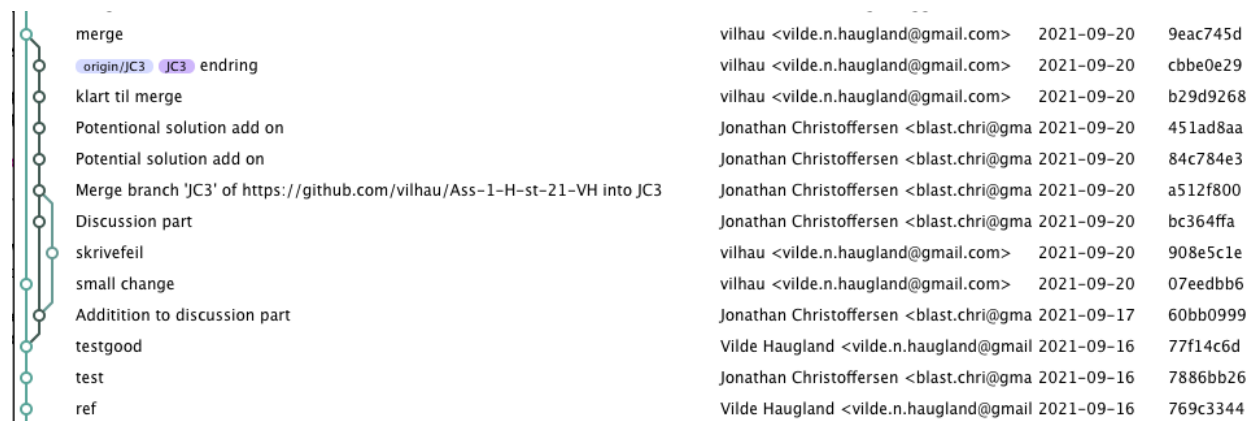 merge vilhau <vilde.n.haugland@gmail.com> 2021-09-20 9eac745d
origin/JC3 JC3 endring vilhau <vilde.n.haugland@gmail.com> 2021-09-20 cbbe0e29
klart til merge vilhau <vilde.n.haugland@gmail.com> 2021-09-20 b29d9268
Potentional solution add on Jonathan Christoffersen <blast.chri@gma 2021-09-20 451ad8aa
Potential solution add on Jonathan Christoffersen <blast.chri@gma 2021-09-20 84c784e3
Merge branch 'JC3' of https://github.com/vilhau/Ass-1-H-st-21-VH into JC3 Jonathan Christoffersen <blast.chri@gma 2021-09-20 a512f800
Discussion part Jonathan Christoffersen <blast.chri@gma 2021-09-20 bc364ffa
skrivefeil vilhau <vilde.n.haugland@gmail.com> 2021-09-20 908e5c1e
small change vilhau <vilde.n.haugland@gmail.com> 2021-09-20 07eedbb6
Additition to discussion part Jonathan Christoffersen <blast.chri@gma 2021-09-17 60bb0999
testgood Vilde Haugland <vilde.n.haugland@gmail 2021-09-16 77f14c6d
test Jonathan Christoffersen <blast.chri@gma 2021-09-16 7886bb26
ref Vilde Haugland <vilde.n.haugland@gmail 2021-09-16 769c3344